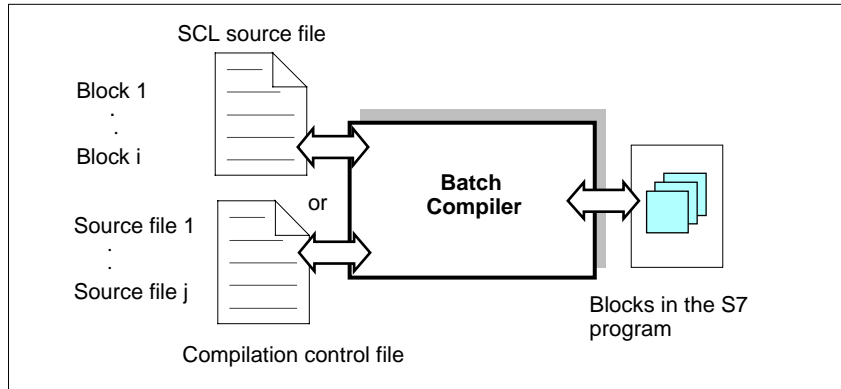 SCL source file
Block 1
.
.
Block i
or
Source file 1
.
.
Source file j
Compilation control file
Batch
Compiler
Blocks in the S7
program